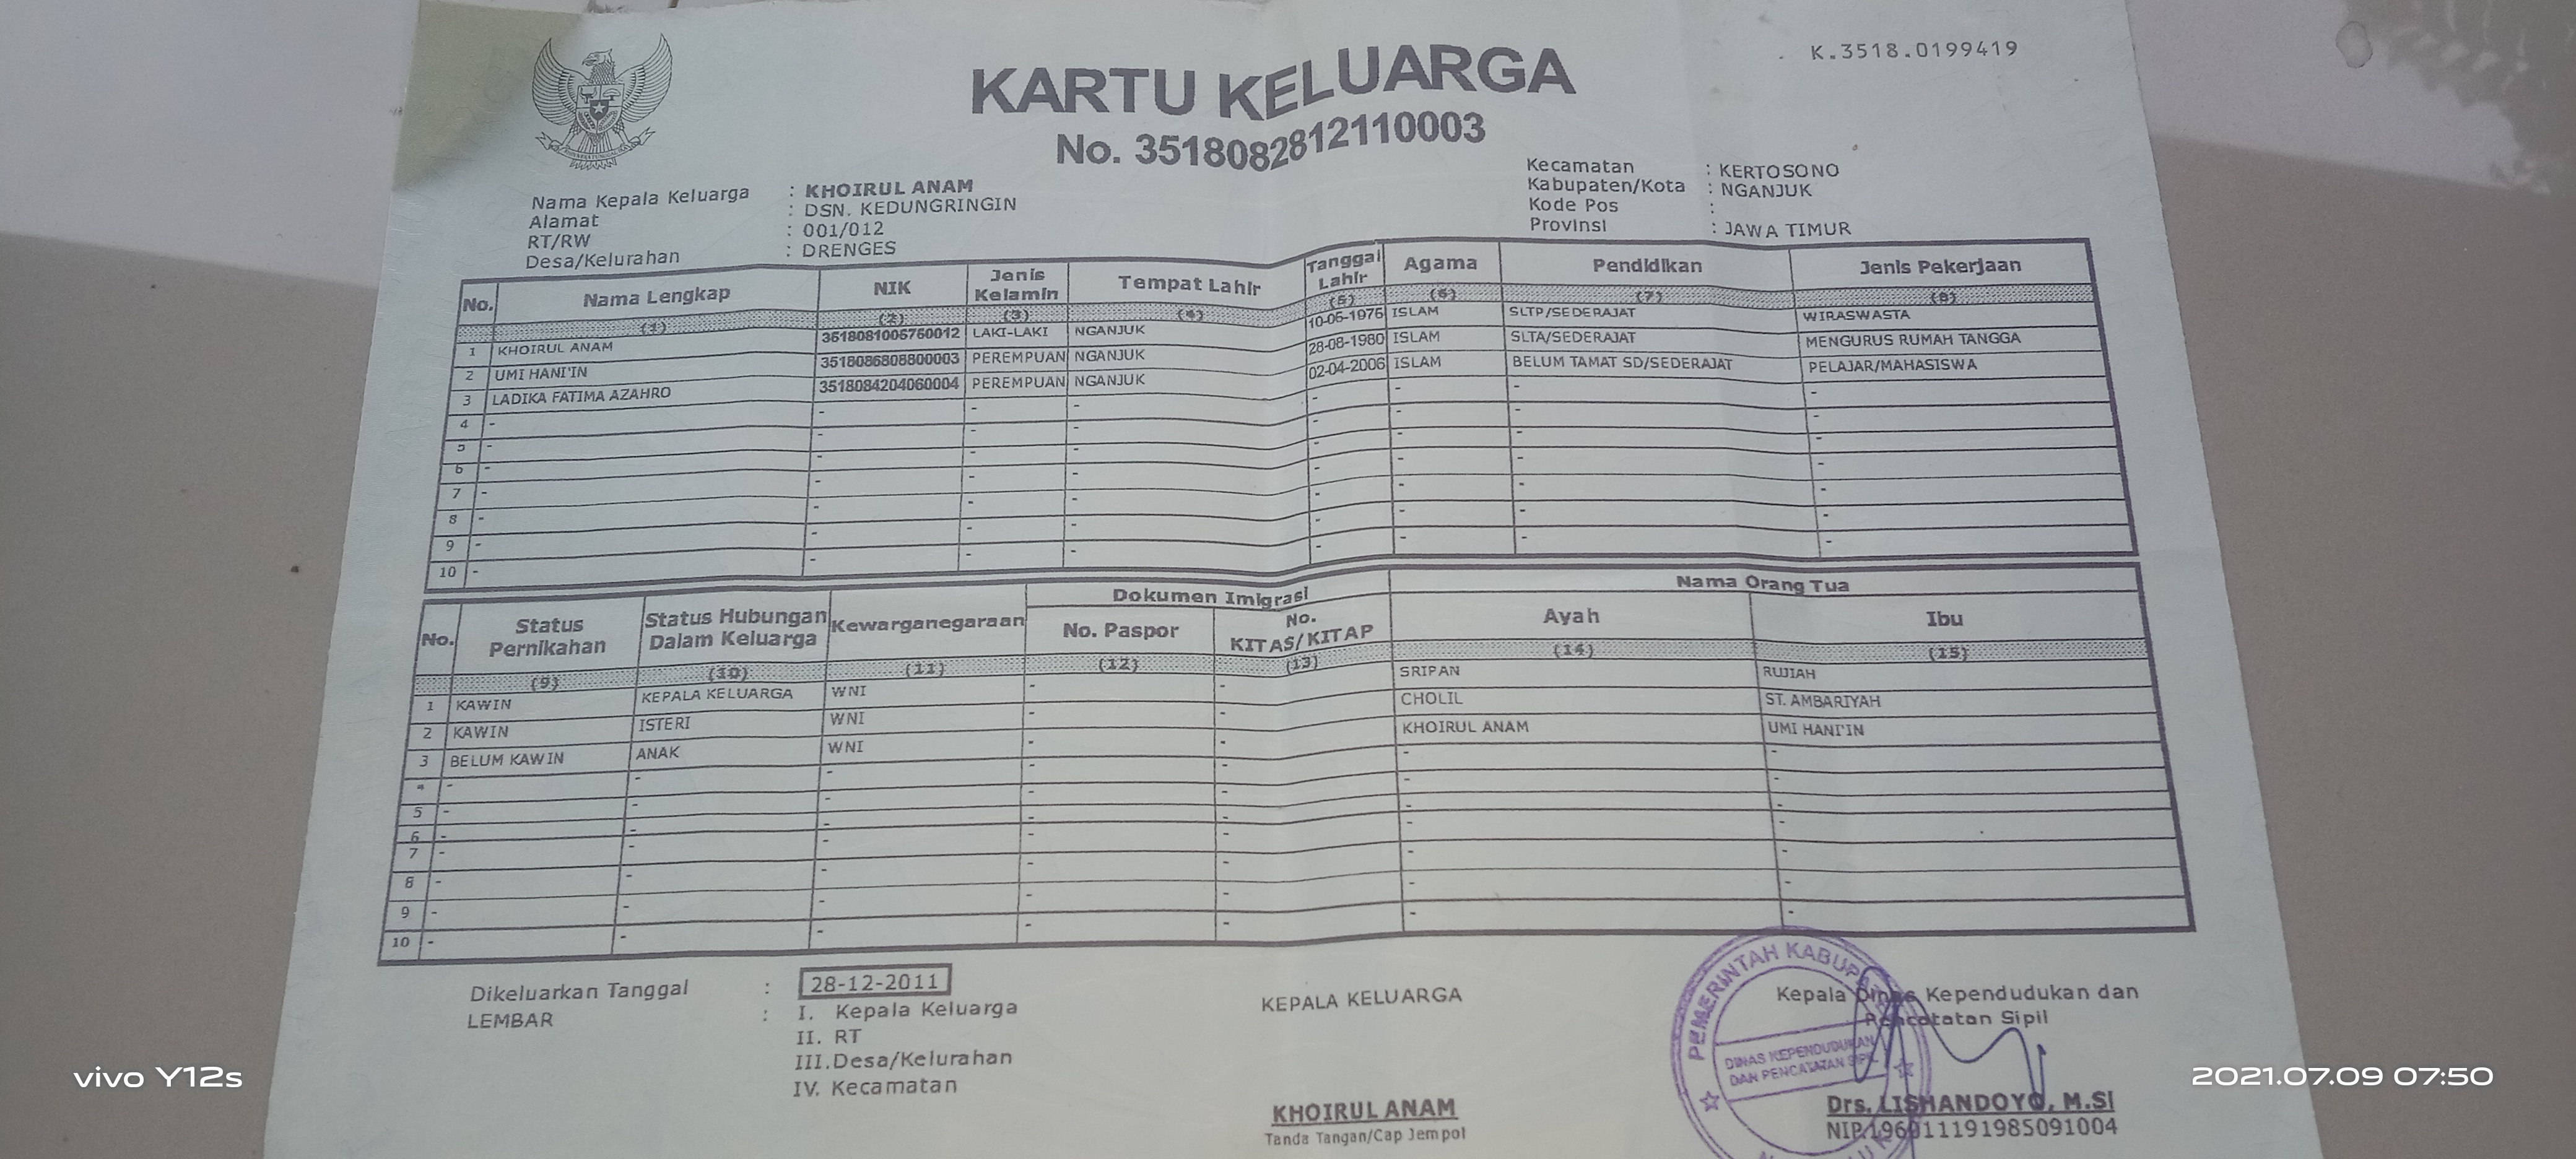 K.3518.0199419
KARTU KELUARGA
No. 3518082812110003
Nama Kepala Keluarga : KHOIRUL ANAM
Alamat : DSN. KEDUNGRINGIN
RT/RW : 001/012
Desa/Kelurahan : DRENGES
Kecamatan : KERTOSONO
Kabupaten/Kota : NGANJUK
Kode Pos :
Provinsi : JAWA TIMUR
No. Nama Lengkap NIK Jenis Kelamin Tempat Lahir Tanggal Lahir Agama Pendidikan Jenis Pekerjaan
(1) (2) (3) (4) (5) (6) (7) (8)
1 KHOIRUL ANAM 3518081006760012 LAKI-LAKI NGANJUK 10-06-1976 ISLAM SLTP/SEDERAJAT WIRASWASTA
2 UMI HANI'IN 3518086808800003 PEREMPUAN NGANJUK 28-08-1980 ISLAM SLTA/SEDERAJAT MENGURUS RUMAH TANGGA
3 LADIKA FATIMA AZAHRO 3518084204060004 PEREMPUAN NGANJUK 02-04-2006 ISLAM BELUM TAMAT SD/SEDERAJAT PELAJAR/MAHASISWA
4 - - - - - - - -
5 - - - - - - - -
6 - - - - - - - -
7 - - - - - - - -
8 - - - - - - - -
9 - - - - - - - -
10 - - - - - - - -
No. Status Pernikahan Status Hubungan Dalam Keluarga Kewarganegaraan Dokumen Imigrasi No. Paspor No. KITAS/KITAP Nama Orang Tua Ayah Ibu
(9) (10) (11) (12) (13) (14) (15)
1 KAWIN KEPALA KELUARGA WNI - - SRIPAN RUJIAH
2 KAWIN ISTERI WNI - - CHOLIL ST. AMBARIYAH
3 BELUM KAWIN ANAK WNI - - KHOIRUL ANAM UMI HANI'IN
4 - - - - - - -
5 - - - - - - -
6 - - - - - - -
7 - - - - - - -
8 - - - - - - -
9 - - - - - - -
10 - - - - - - -
Dikeluarkan Tanggal : 28-12-2011
LEMBAR : I. Kepala Keluarga
II. RT
III. Desa/Kelurahan
IV. Kecamatan
KEPALA KELUARGA
KHOIRUL ANAM
Tanda Tangan/Cap Jempol
Kepala Dinas Kependudukan dan
Pencatatan Sipil
PEMERINTAH
DINAS KEPENDUDUKAN
DAN PENCATATAN SIPIL
Drs. LISHANDOYO, M.SI
NIP.196011191985091004
vivo Y12s
2021.07.09 07:50